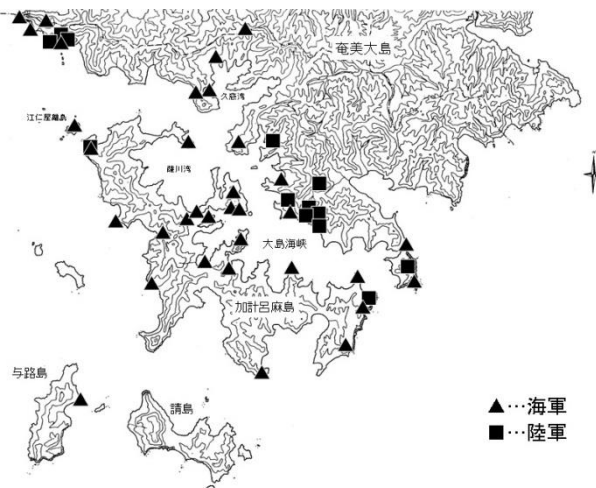 奄美大島
久慈湾
江仁屋離島
薩川湾
大島海峡
加計呂麻島
与路島
請島
▲…海軍
■…陸軍